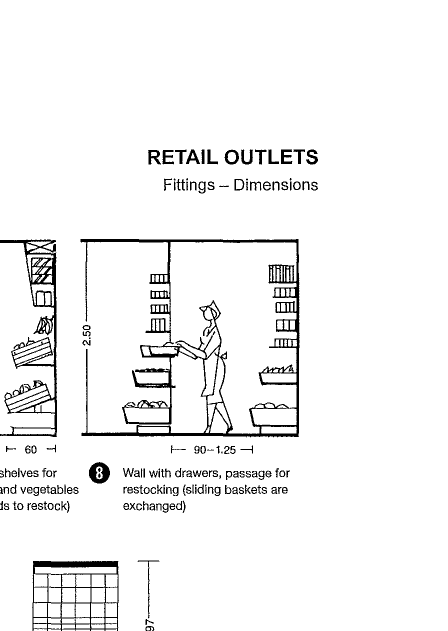 RETAIL OUTLETS
Fittings – Dimensions
2.50
60
90–1.25
shelves for
and vegetables
ds to restock)
8
Wall with drawers, passage for
restocking (sliding baskets are
exchanged)
97